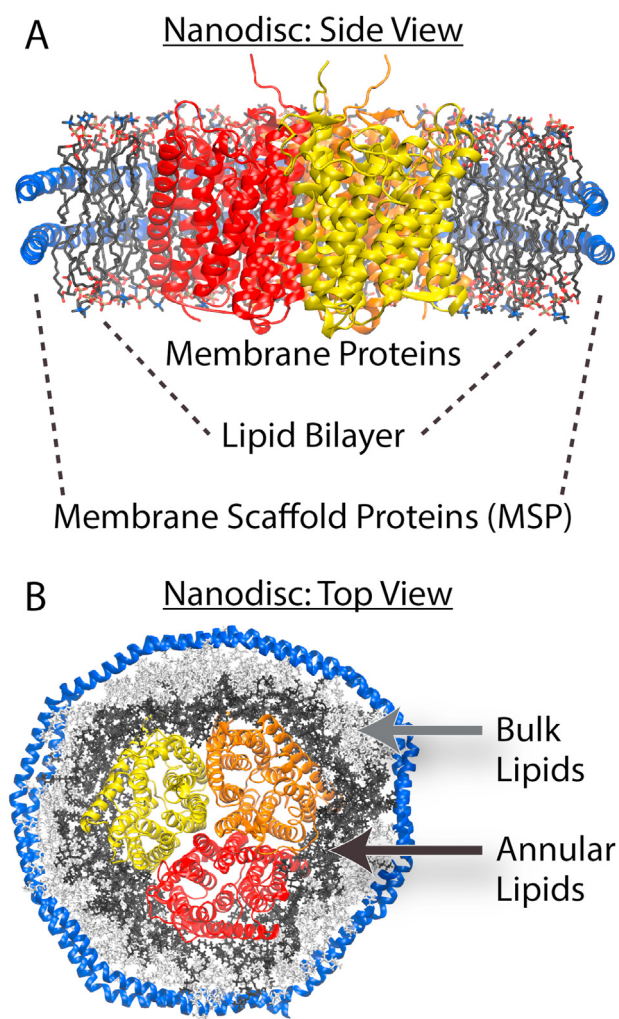 A
Nanodisc: Side View
Membrane Proteins
Lipid Bilayer
Membrane Scaffold Proteins (MSP)
B
Nanodisc: Top View
Bulk
Lipids
Annular
Lipids